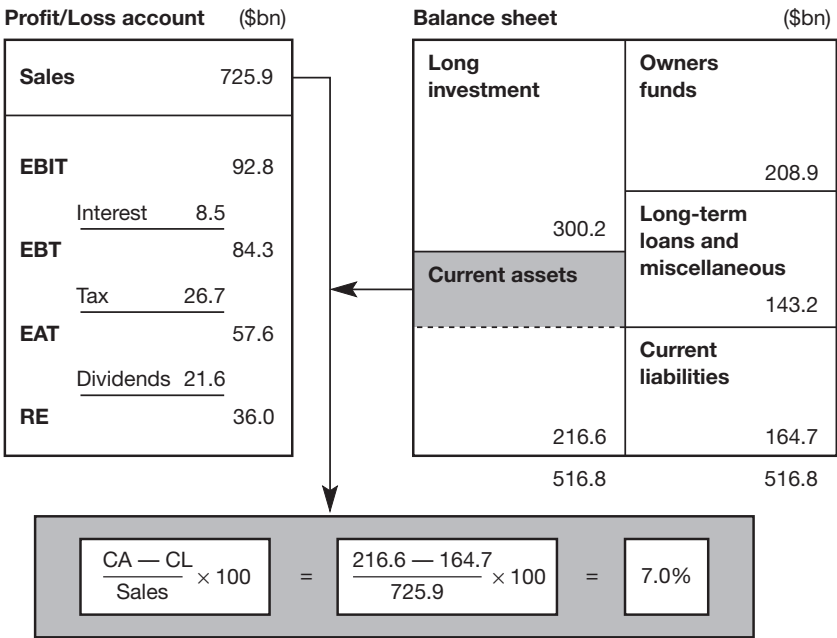 Profit/Loss account ($bn)
Sales 725.9
EBIT 92.8
Interest 8.5
EBT 84.3
Tax 26.7
EAT 57.6
Dividends 21.6
RE 36.0
Balance sheet ($bn)
Long
investment
300.2
Current assets
216.6
516.8
Owners
funds
208.9
Long-term
loans and
miscellaneous
143.2
Current
liabilities
164.7
516.8
CA — CL
Sales
× 100
=
216.6 — 164.7
725.9
× 100
=
7.0%